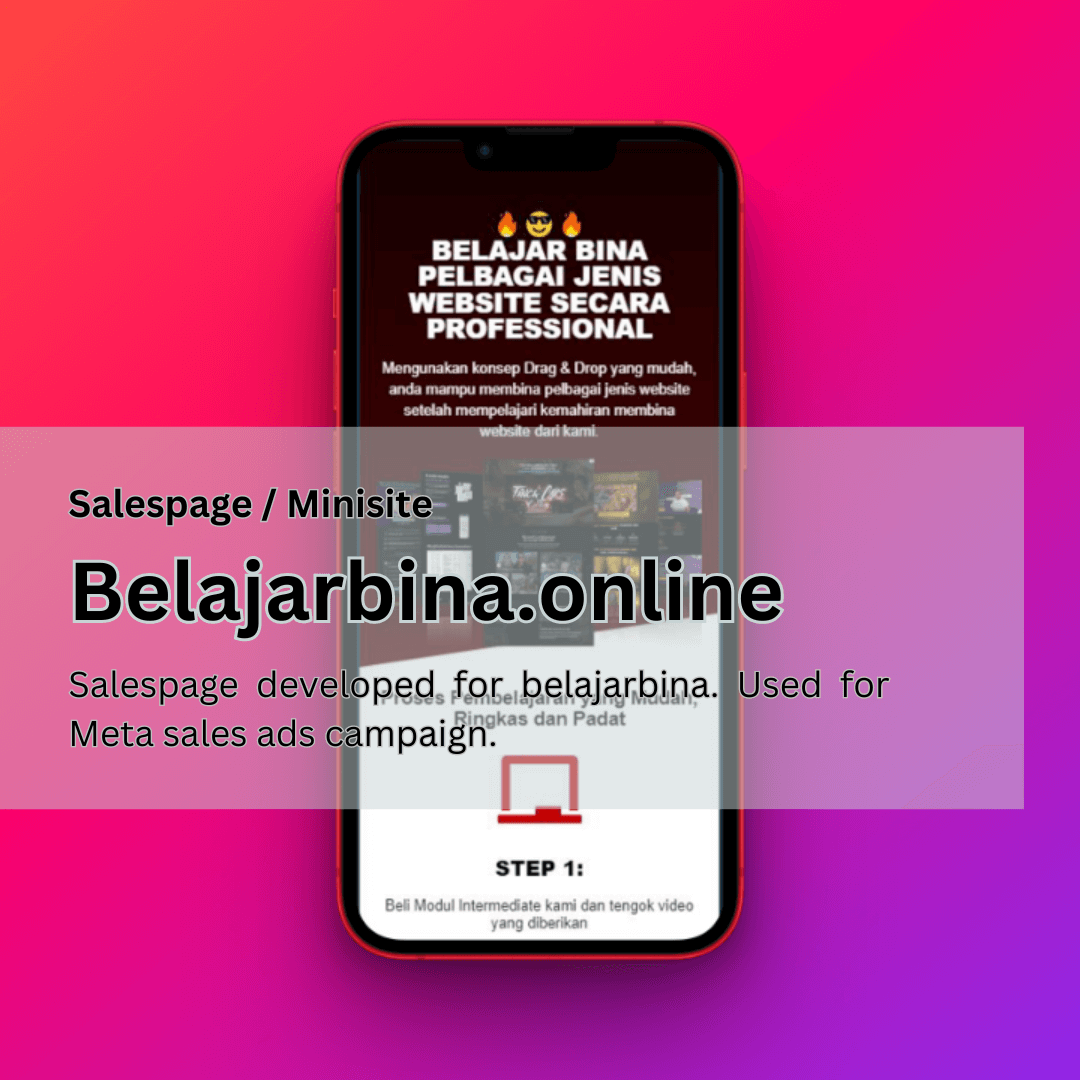 🔥😎🔥
BELAJAR BINA
PELBAGAI JENIS
WEBSITE SECARA
PROFESSIONAL
Mengunakan konsep Drag & Drop yang mudah,
anda mampu membina pelbagai jenis website
setelah mempelajari kemahiran membina
website dari kami.
Salespage / Minisite
Belajarbina.online
Salespage developed for belajarbina. Used for
Meta sales ads campaign.
Proses Pembelajaran yang Mudah,
Ringkas dan Padat
STEP 1:
Beli Modul Intermediate kami dan tengok video
yang diberikan